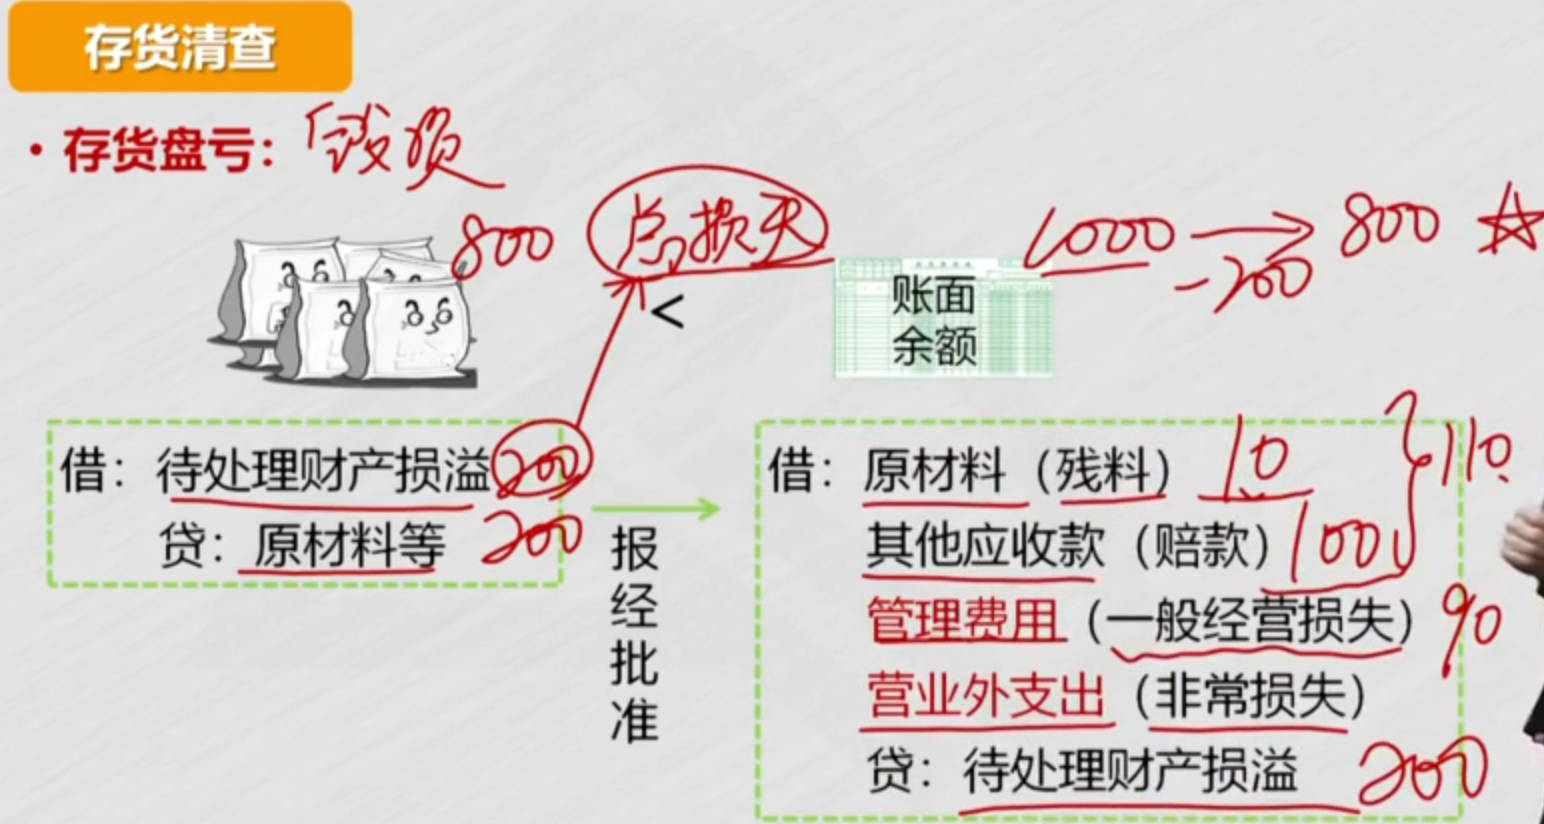 存货清查
• 存货盘亏：
800
总损失
<
账面
余额
1000 → 800
-200
借：待处理财产损溢 200
贷：原材料等 200
报经批准
借：原材料（残料） 10
其他应收款（赔款） 100
110
管理费用（一般经营损失） 90
营业外支出（非常损失）
贷：待处理财产损溢 200